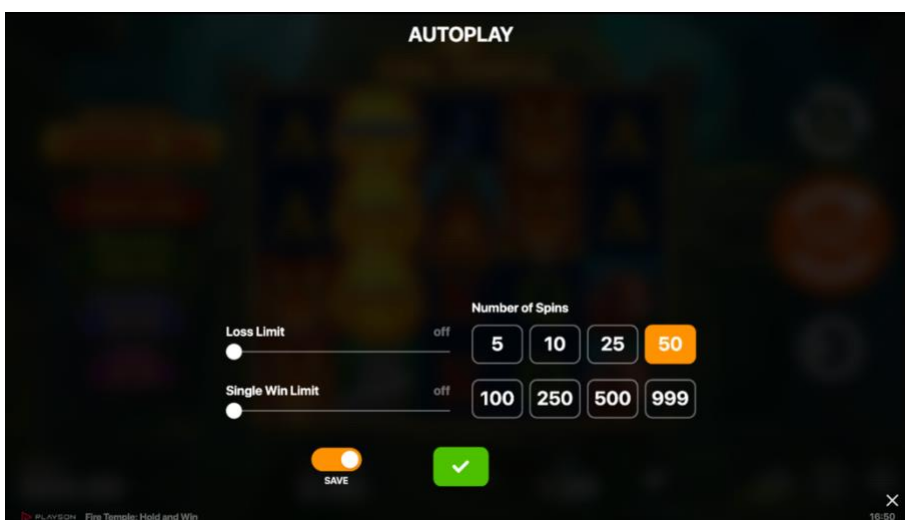 AUTOPLAY
Number of Spins
Loss Limit off
5 10 25 50
Single Win Limit off
100 250 500 999
SAVE
PLAYSON Fire Temple: Hold and Win
16:50